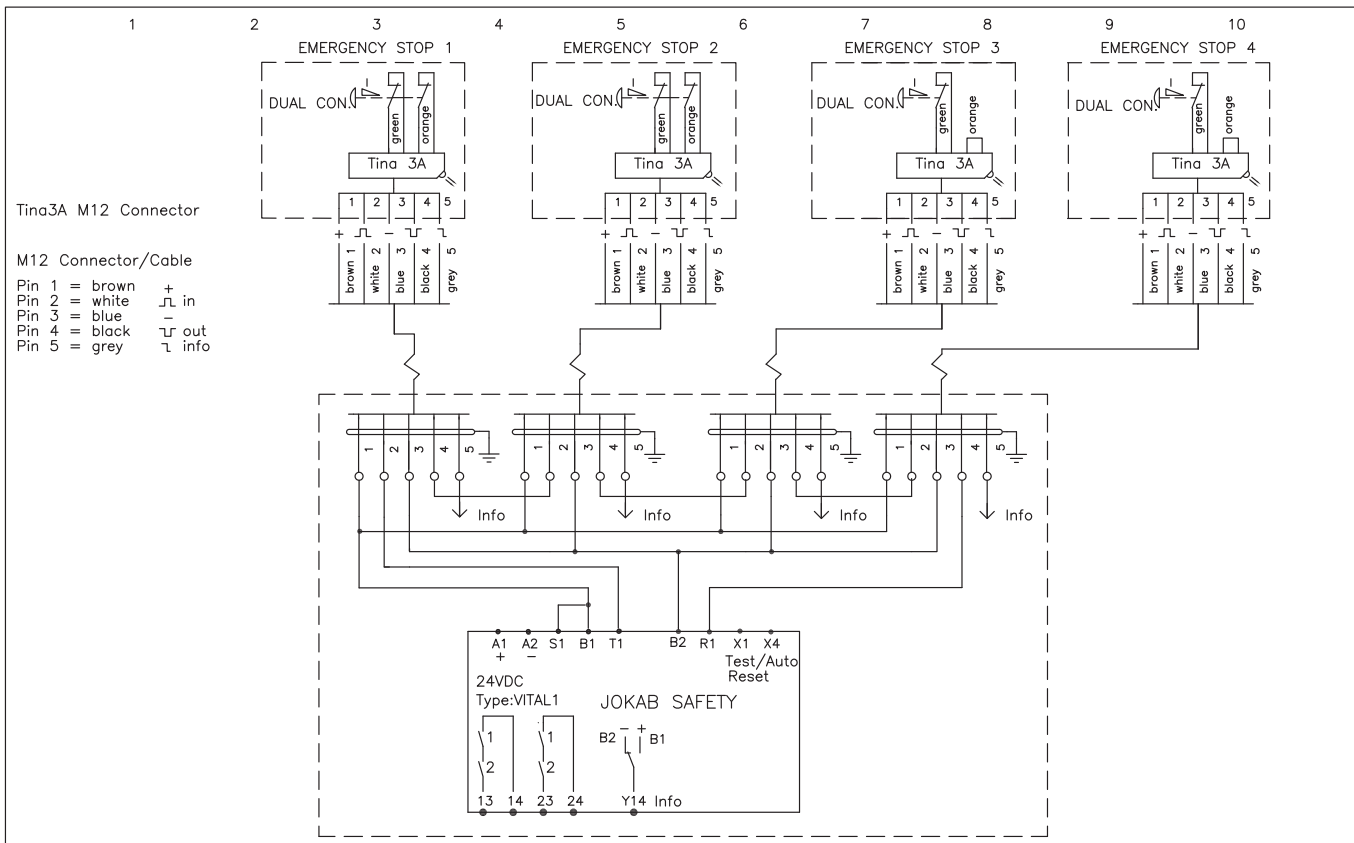 1 2 3 4 5 6 7 8 9 10
EMERGENCY STOP 1 EMERGENCY STOP 2 EMERGENCY STOP 3 EMERGENCY STOP 4
DUAL CON. DUAL CON. DUAL CON. DUAL CON.
green orange green orange green orange green orange
Tina 3A Tina 3A Tina 3A Tina 3A
1 2 3 4 5 1 2 3 4 5 1 2 3 4 5 1 2 3 4 5
Tina3A M12 Connector
+ − + − + − + −
brown 1 white 2 blue 3 black 4 grey 5 brown 1 white 2 blue 3 black 4 grey 5 brown 1 white 2 blue 3 black 4 grey 5 brown 1 white 2 blue 3 black 4 grey 5
M12 Connector/Cable
Pin 1 = brown +
Pin 2 = white in
Pin 3 = blue −
Pin 4 = black out
Pin 5 = grey info
1 2 3 4 5 1 2 3 4 5 1 2 3 4 5 1 2 3 4 5
Info Info Info Info
A1 A2 S1 B1 T1 B2 R1 X1 X4
+ − Test/Auto
Reset
24VDC
Type:VITAL1 JOKAB SAFETY
1 1 B2 − + B1
2 2
13 14 23 24 Y14 Info